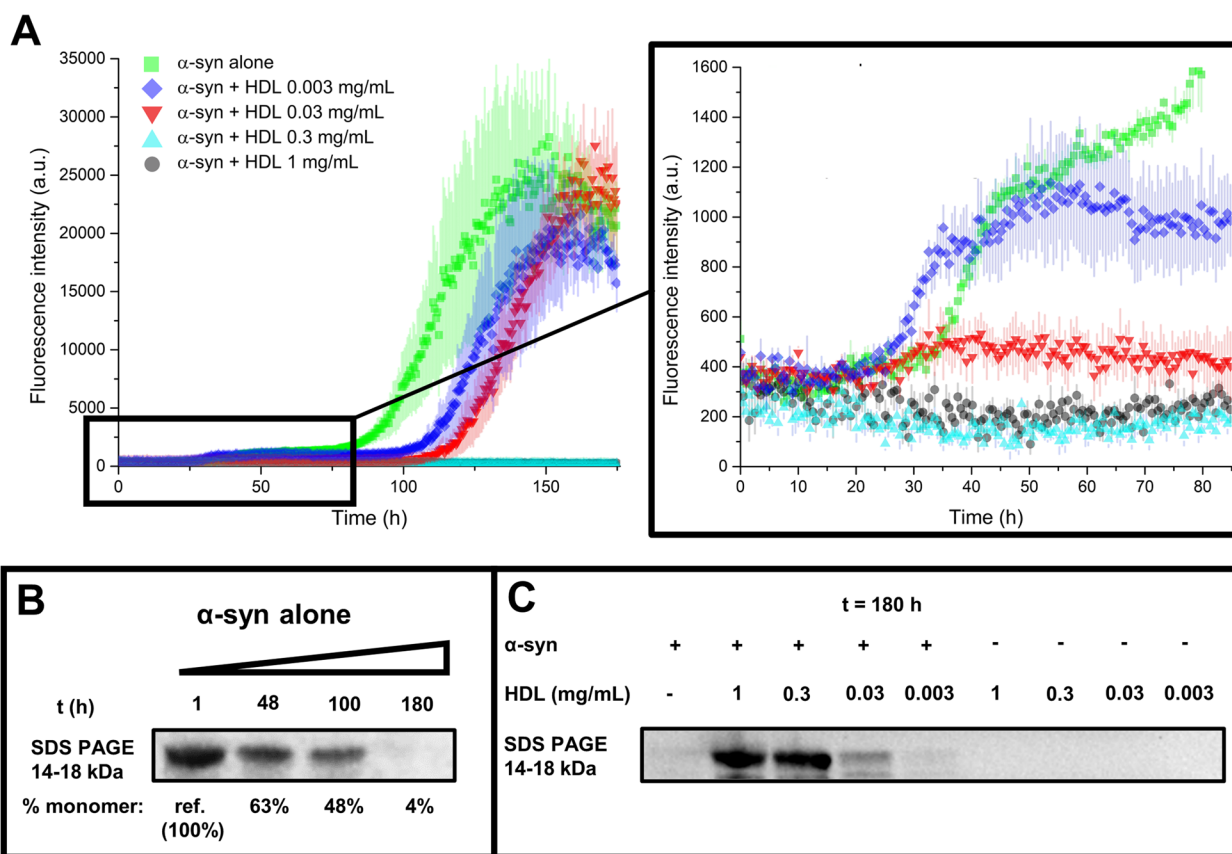 A
α-syn alone
α-syn + HDL 0.003 mg/mL
α-syn + HDL 0.03 mg/mL
α-syn + HDL 0.3 mg/mL
α-syn + HDL 1 mg/mL
Fluorescence intensity (a.u.)
35000
30000
25000
20000
15000
10000
5000
0
0 50 100 150
Time (h)
Fluorescence intensity (a.u.)
1600
1400
1200
1000
800
600
400
200
0
0 10 20 30 40 50 60 70 80
Time (h)
B
α-syn alone
t (h) 1 48 100 180
SDS PAGE
14-18 kDa
% monomer: ref. 63% 48% 4%
(100%)
C
t = 180 h
α-syn + + + + + - - - -
HDL (mg/mL) - 1 0.3 0.03 0.003 1 0.3 0.03 0.003
SDS PAGE
14-18 kDa